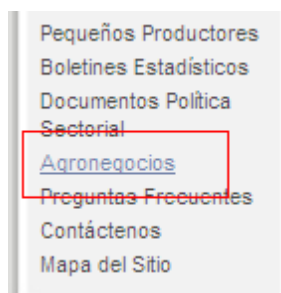 Pequeños Productores
Boletines Estadísticos
Documentos Política
Sectorial
Agronegocios
Preguntas Frecuentes
Contáctenos
Mapa del Sitio